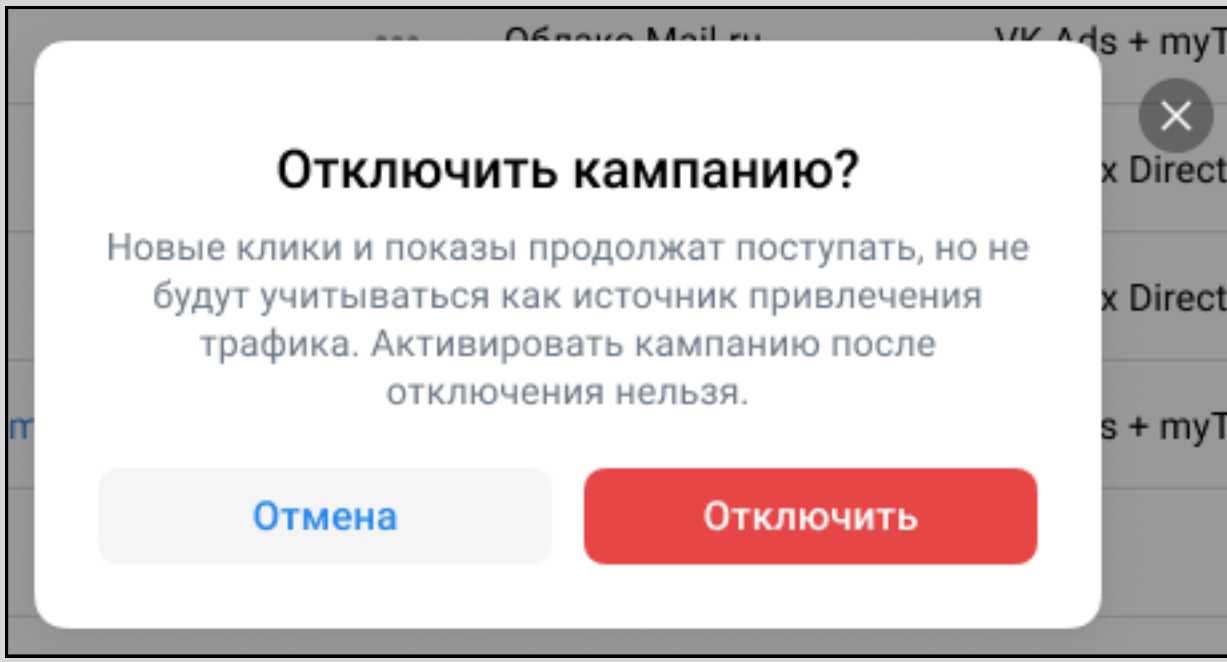 Облако Mail.ru
VK Ads + myT
Отключить кампанию?
x Direct
Новые клики и показы продолжат поступать, но не
будут учитываться как источник привлечения
x Direct
трафика. Активировать кампанию после
отключения нельзя.
m
s + myT
Отмена
Отключить